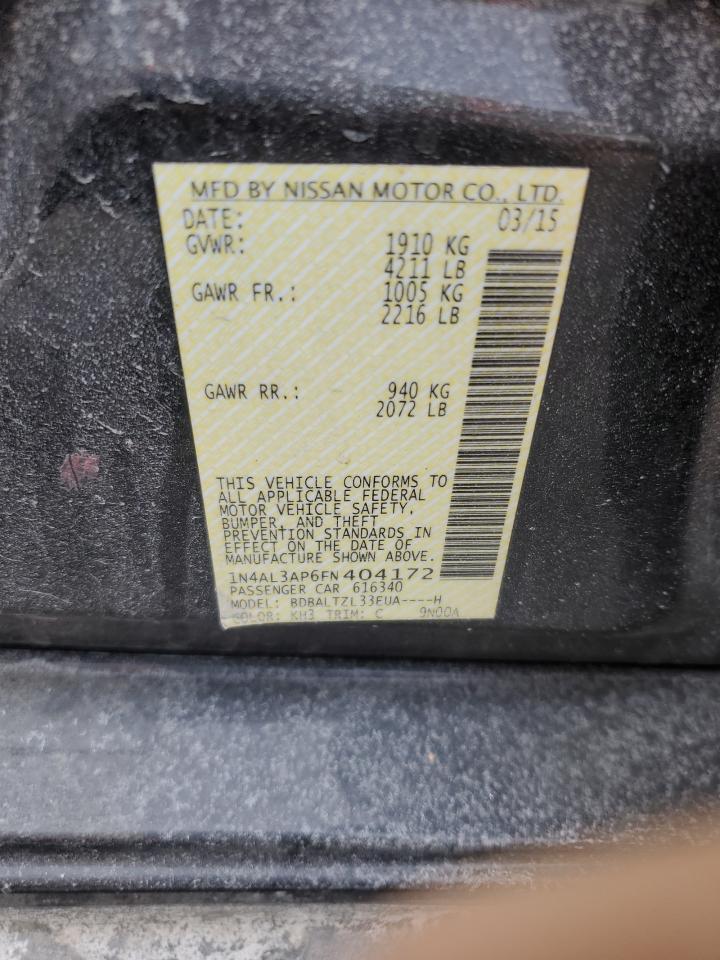 MFD BY NISSAN MOTOR CO., LTD.
DATE: 03/15
GVWR: 1910 KG
4211 LB
GAWR FR.: 1005 KG
2216 LB
GAWR RR.: 940 KG
2072 LB
THIS VEHICLE CONFORMS TO
ALL APPLICABLE FEDERAL
MOTOR VEHICLE SAFETY,
BUMPER, AND THEFT
PREVENTION STANDARDS IN
EFFECT ON THE DATE OF
MANUFACTURE SHOWN ABOVE.
1N4AL3AP6FN404172
PASSENGER CAR 616340
MODEL: BDBALTZL33EUA----H
COLOR: KH3 TRIM: C 9N00A